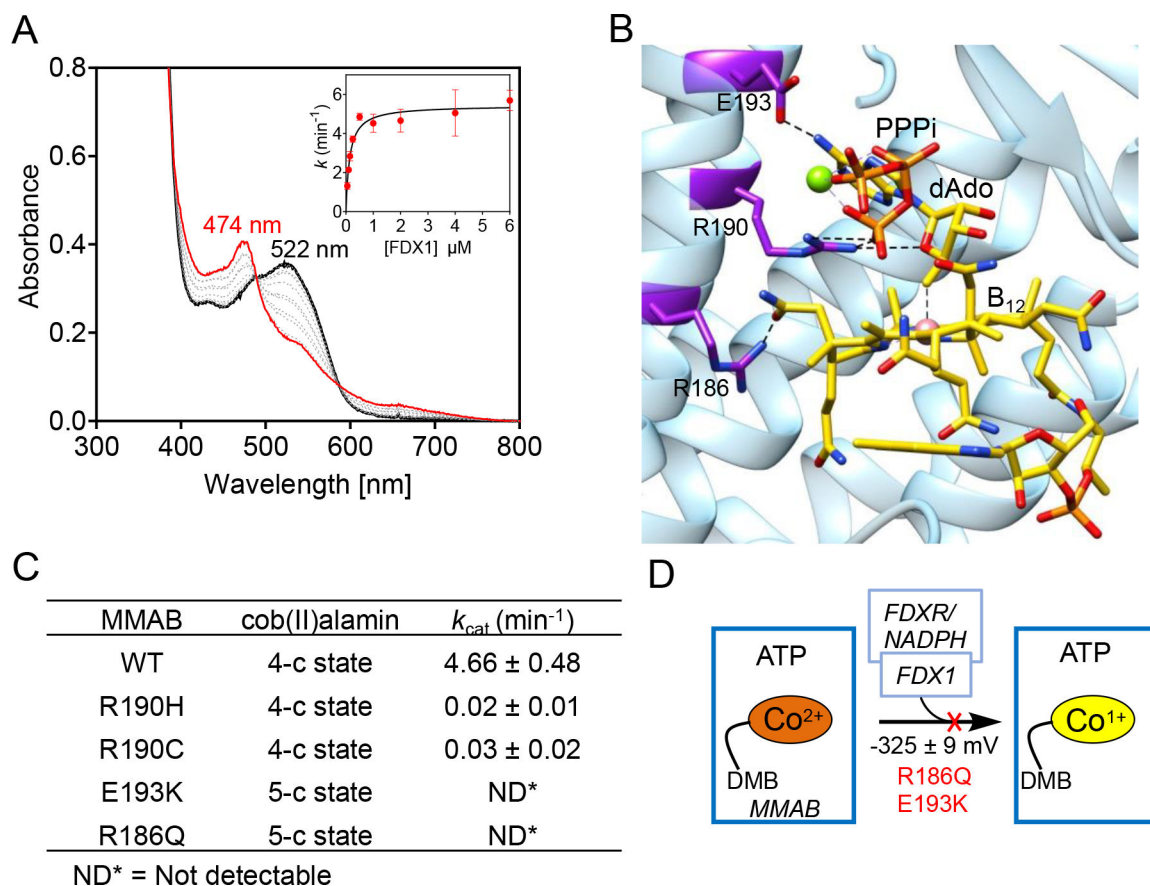 A
0.8
0.6
0.4
0.2
0.0
Absorbance
300 400 500 600 700 800
Wavelength [nm]
474 nm
522 nm
6
4
2
0
k (min⁻¹)
0 1 2 3 4 5 6
[FDX1] µM
B
E193
PPPi
dAdo
R190
B₁₂
R186
C
MMAB cob(II)alamin kcat (min⁻¹)
WT 4-c state 4.66 ± 0.48
R190H 4-c state 0.02 ± 0.01
R190C 4-c state 0.03 ± 0.02
E193K 5-c state ND*
R186Q 5-c state ND*
ND* = Not detectable
D
FDXR/
NADPH
FDX1
ATP
Co²⁺
DMB
MMAB
-325 ± 9 mV
R186Q
E193K
ATP
Co¹⁺
DMB